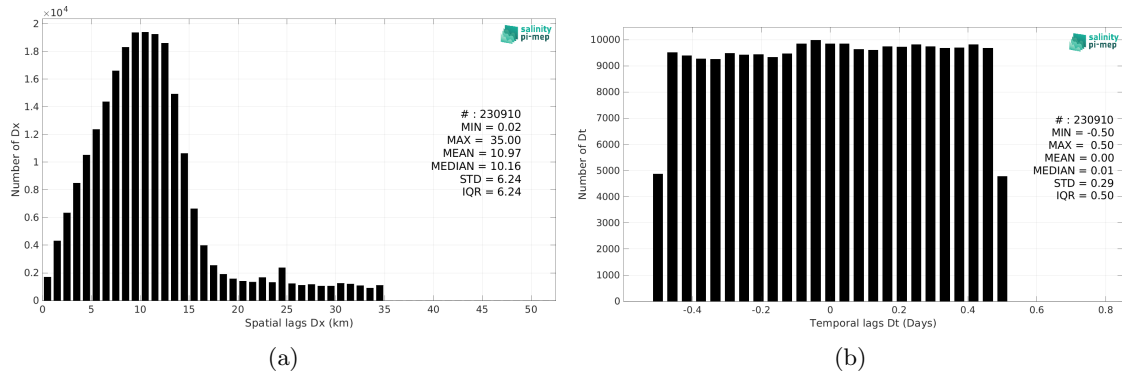 × 10⁴
2
1.8
1.6
1.4
1.2
1
0.8
0.6
0.4
0.2
0
Number of Dx
salinity
pi-mep
# : 230910
MIN = 0.02
MAX = 35.00
MEAN = 10.97
MEDIAN = 10.16
STD = 6.24
IQR = 6.24
0 5 10 15 20 25 30 35 40 45 50
Spatial lags Dx (km)
(a)
10000
9000
8000
7000
6000
5000
4000
3000
2000
1000
0
Number of Dt
salinity
pi-mep
# : 230910
MIN = -0.50
MAX = 0.50
MEAN = 0.00
MEDIAN = 0.01
STD = 0.29
IQR = 0.50
-0.4 -0.2 0 0.2 0.4 0.6 0.8
Temporal lags Dt (Days)
(b)